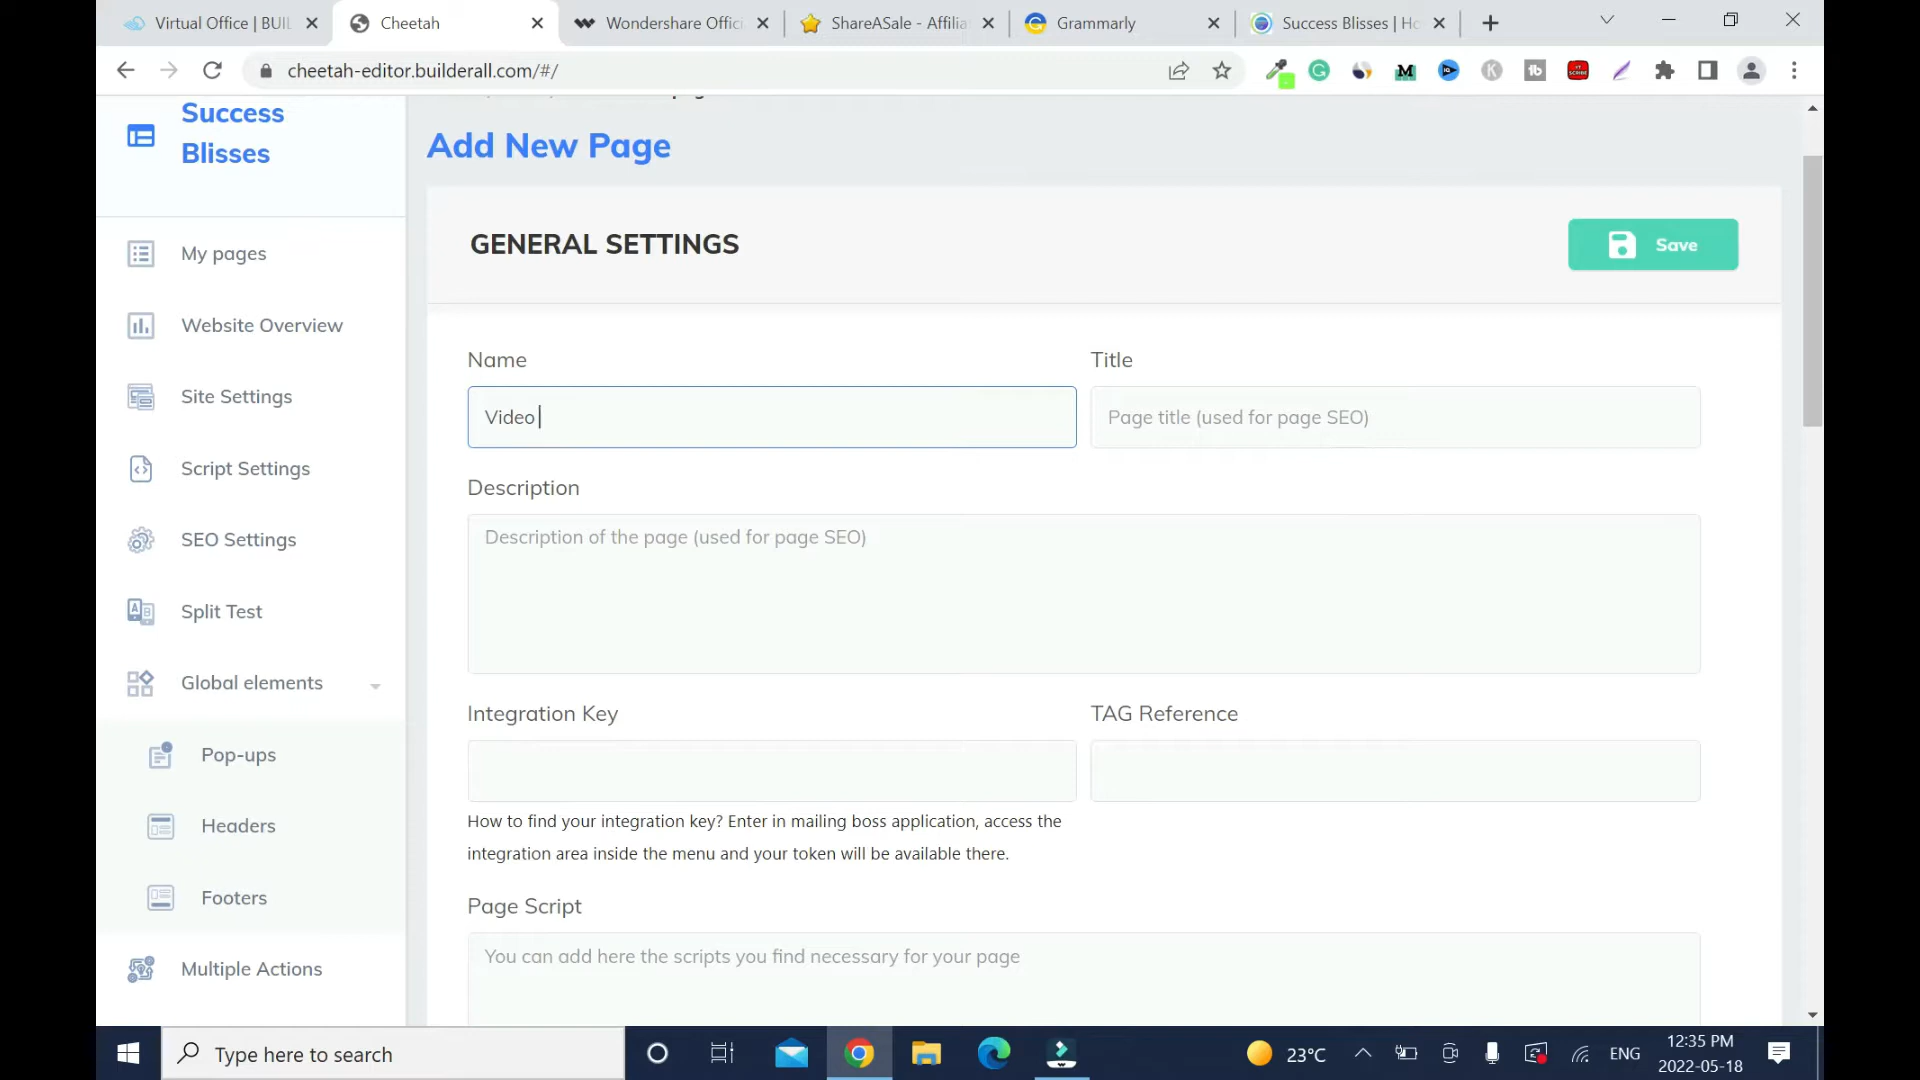 Virtual Office | BUIL
Cheetah
Wondershare Offici
ShareASale - Affilia
Grammarly
Success Blisses | Ho
cheetah-editor.builderall.com/#/
Success
Blisses
Add New Page
GENERAL SETTINGS
Save
My pages
Website Overview
Site Settings
Script Settings
SEO Settings
Split Test
Global elements
Pop-ups
Headers
Footers
Multiple Actions
Name
Title
Video
Page title (used for page SEO)
Description
Description of the page (used for page SEO)
Integration Key
TAG Reference
How to find your integration key? Enter in mailing boss application, access the
integration area inside the menu and your token will be available there.
Page Script
You can add here the scripts you find necessary for your page
Type here to search
23°C
ENG
12:35 PM
2022-05-18